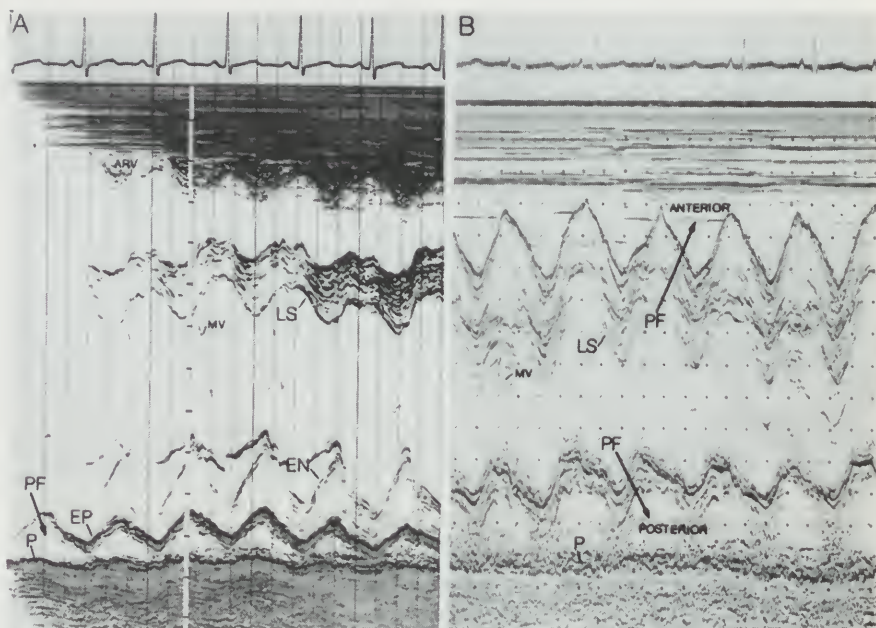 A
ARV
MV
LS
EN
PF
EP
P
B
ANTERIOR
PF
LS
MV
PF
POSTERIOR
P